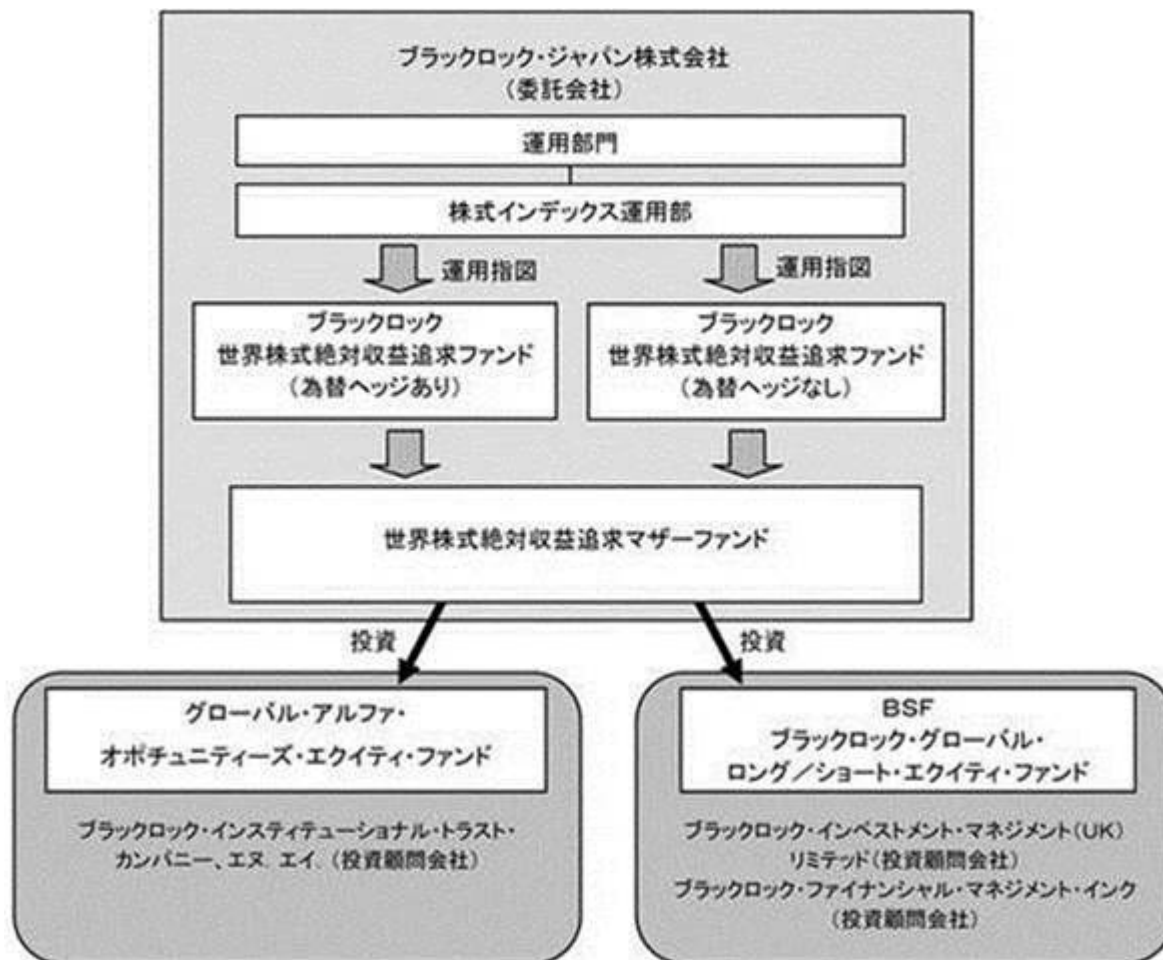 ブラックロック・ジャパン株式会社
(委託会社)
運用部門
株式インデックス運用部
運用指図
運用指図
ブラックロック
世界株式絶対収益追求ファンド
(為替ヘッジあり)
ブラックロック
世界株式絶対収益追求ファンド
(為替ヘッジなし)
世界株式絶対収益追求マザーファンド
投資
投資
グローバル・アルファ・
オポチュニティーズ・エクイティ・ファンド
ブラックロック・インスティテューショナル・トラスト・
カンパニー、エヌ.エイ.(投資顧問会社)
BSF
ブラックロック・グローバル・
ロング/ショート・エクイティ・ファンド
ブラックロック・インベストメント・マネジメント(UK)
リミテッド(投資顧問会社)
ブラックロック・ファイナンシャル・マネジメント・インク
(投資顧問会社)